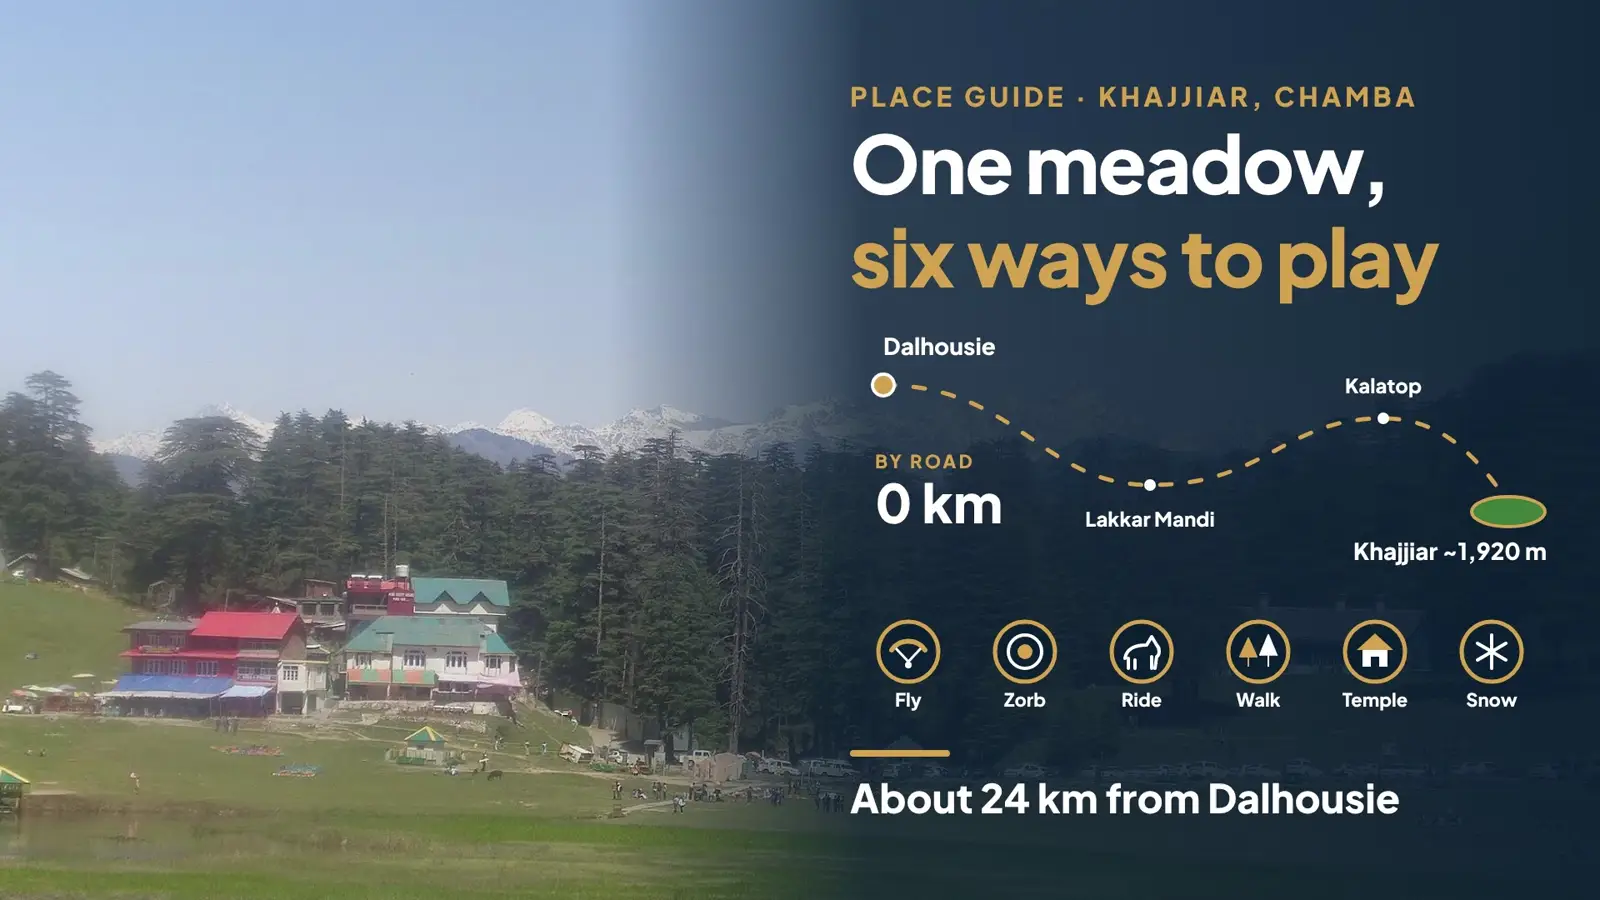 PLACE GUIDE · KHAJJIAR, CHAMBA
One meadow,
six ways to play
Dalhousie
Kalatop
BY ROAD
0 km
Lakkar Mandi
Khajjiar ~1,920 m
Fly
Zorb
Ride
Walk
Temple
Snow
About 24 km from Dalhousie